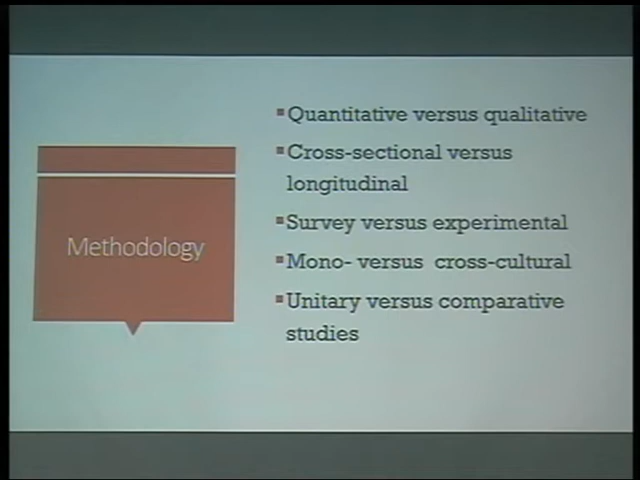 Methodology
Quantitative versus qualitative
Cross-sectional versus
longitudinal
Survey versus experimental
Mono- versus cross-cultural
Unitary versus comparative
studies